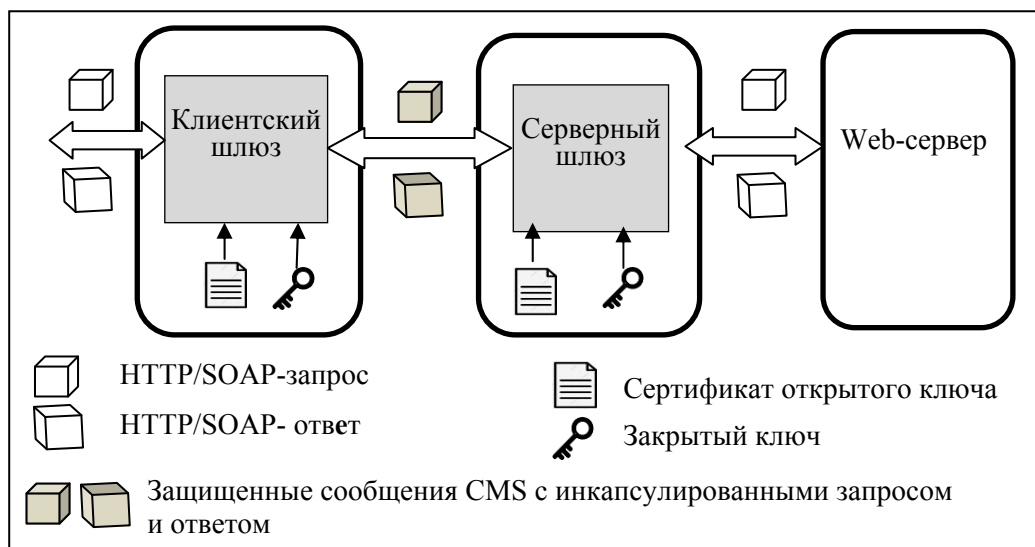 Клиентский
шлюз
Серверный
шлюз
Web-сервер
HTTP/SOAP-запрос
HTTP/SOAP- ответ
Сертификат открытого ключа
Закрытый ключ
Защищенные сообщения CMS с инкапсулированными запросом
и ответом